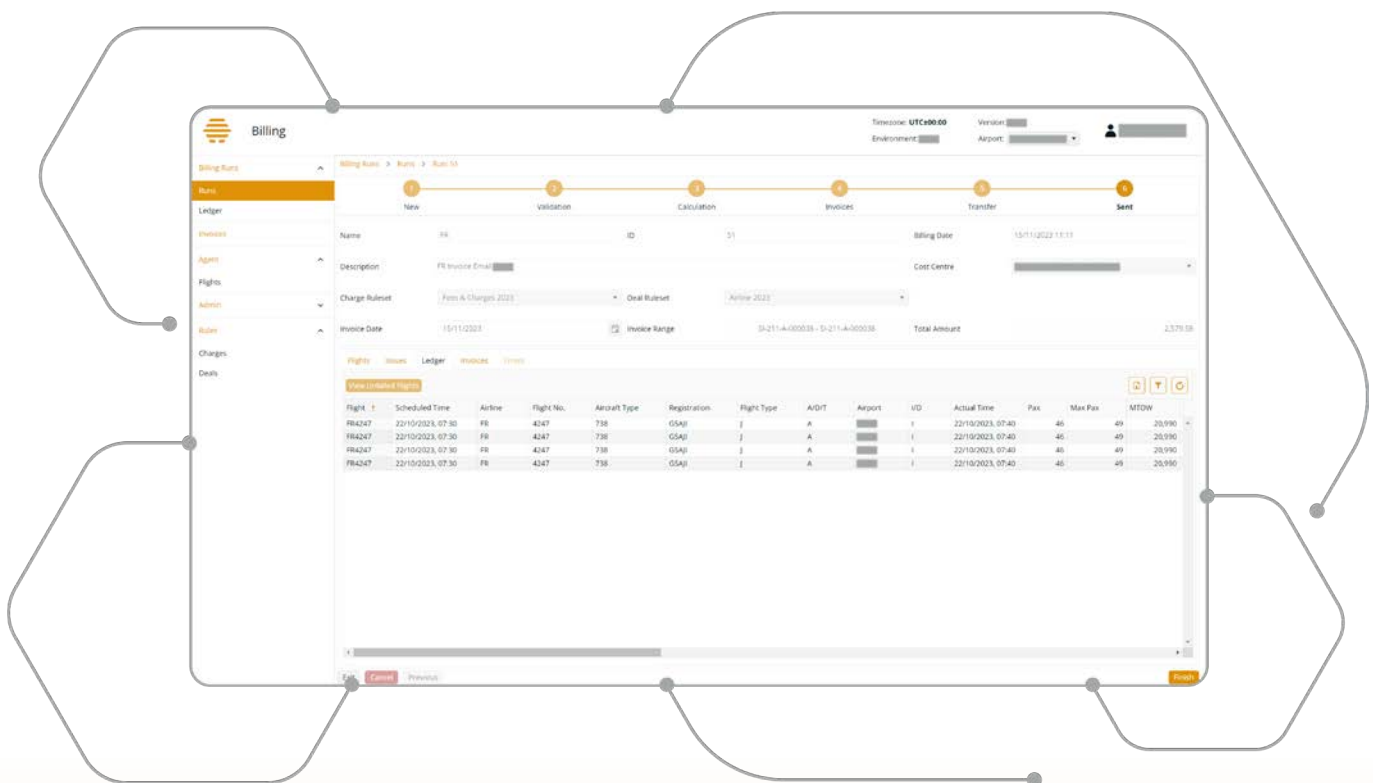 Billing
Timezone: UTC±00:00 Version:
Environment: Airport:
Billing Runs
Runs
Ledger
Invoices
Agent
Flights
Admin
Rules
Charges
Deals
Billing Runs > Runs > Run: 51
1 2 3 4 5 6
New Validation Calculation Invoices Transfer Sent
Name FR ID 51 Billing Date 15/11/2023 11:11
Description FR Invoice Email Cost Centre
Charge Ruleset Fees & Charges 2023 Deal Ruleset Airline 2023
Invoice Date 15/11/2023 Invoice Range Total Amount
Flights Issues Ledger Invoices
View Unbilled Flights
Flight ↑ Scheduled Time Airline Flight No. Aircraft Type Registration Flight Type A/D/T Airport I/D Actual Time Pax Max Pax MTOW
FR4247 22/10/2023, 07:30 FR 4247 738 GSAJI J A I 22/10/2023, 07:40 46 49 20,990
FR4247 22/10/2023, 07:30 FR 4247 738 GSAJI J A I 22/10/2023, 07:40 46 49 20,990
FR4247 22/10/2023, 07:30 FR 4247 738 GSAJI J A I 22/10/2023, 07:40 46 49 20,990
FR4247 22/10/2023, 07:30 FR 4247 738 GSAJI J A I 22/10/2023, 07:40 46 49 20,990
Exit Cancel Previous Finish